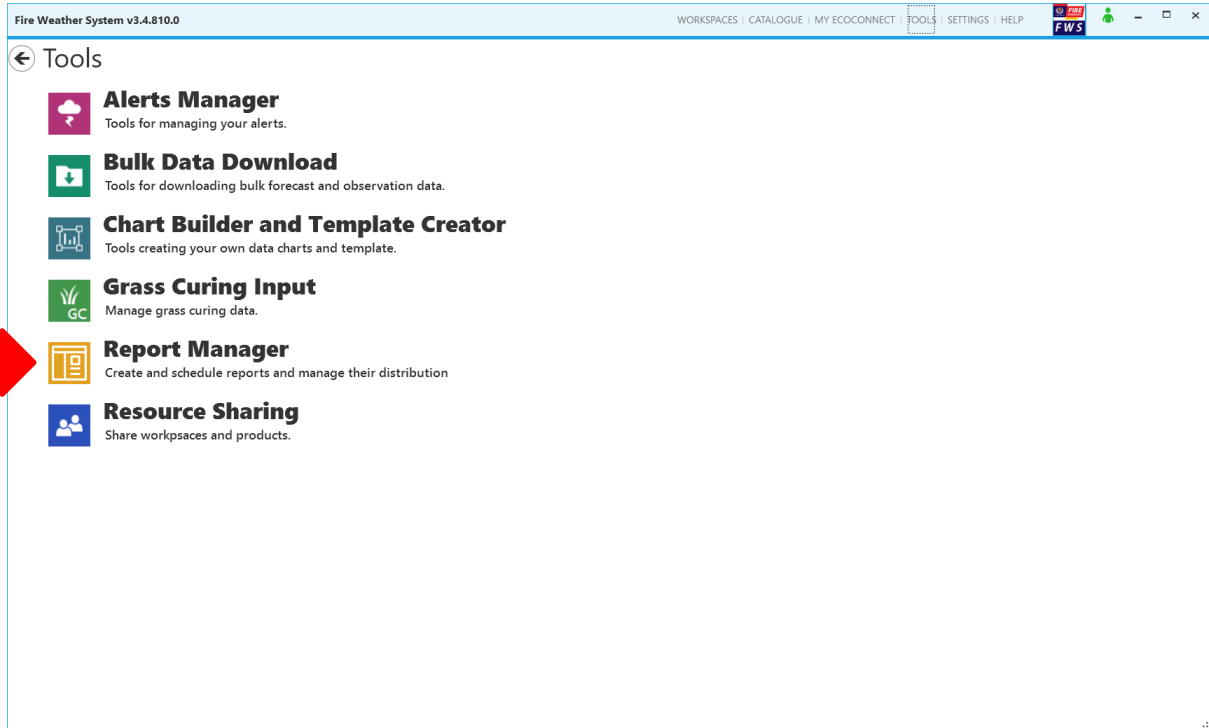 Fire Weather System v3.4.810.0
WORKSPACES | CATALOGUE | MY ECOCONNECT | TOOLS | SETTINGS | HELP
FIRE
FWS
Tools
Alerts Manager
Tools for managing your alerts.
Bulk Data Download
Tools for downloading bulk forecast and observation data.
Chart Builder and Template Creator
Tools creating your own data charts and template.
GC
Grass Curing Input
Manage grass curing data.
Report Manager
Create and schedule reports and manage their distribution
Resource Sharing
Share workpsaces and products.